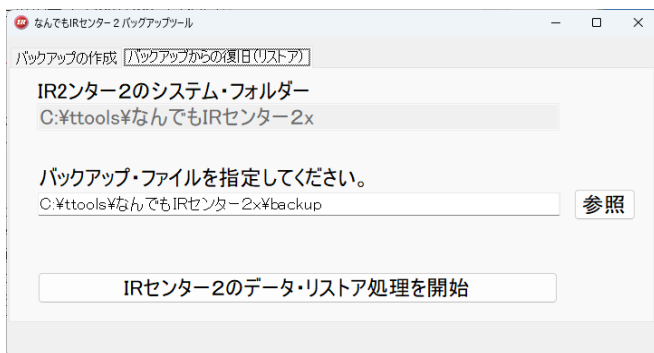 IR なんでもIRセンター2バッグアップツール
バックアップの作成 バックアップからの復旧(リストア)
IR2ンター2のシステム・フォルダー
C:¥ttools¥なんでもIRセンター2x
バックアップ・ファイルを指定してください。
C:¥ttools¥なんでもIRセンター2x¥backup 参照
IRセンター2のデータ・リストア処理を開始